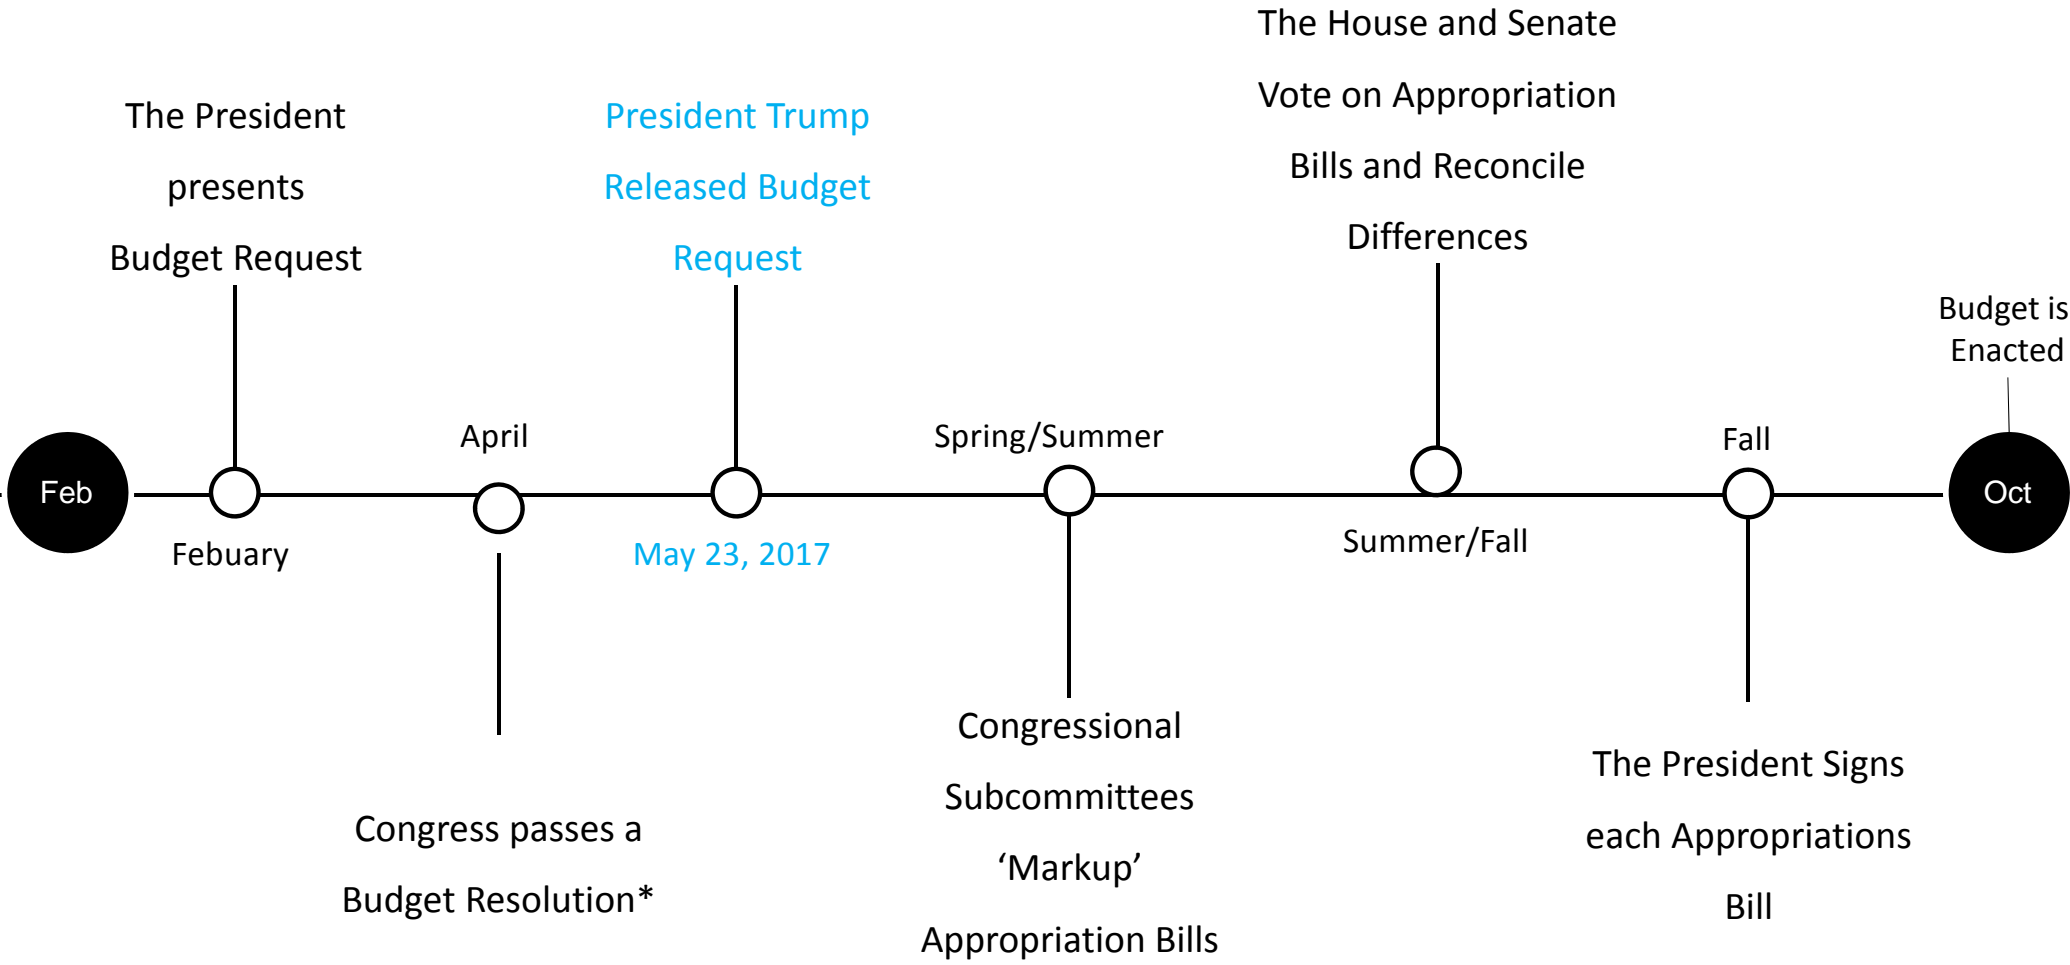 The President
presents
Budget Request
President Trump
Released Budget
Request
The House and Senate
Vote on Appropriation
Bills and Reconcile
Differences
Budget is
Enacted
April
Spring/Summer
Fall
Feb
Oct
Febuary
May 23, 2017
Summer/Fall
Congress passes a
Budget Resolution*
Congressional
Subcommittees
‘Markup’
Appropriation Bills
The President Signs
each Appropriations
Bill